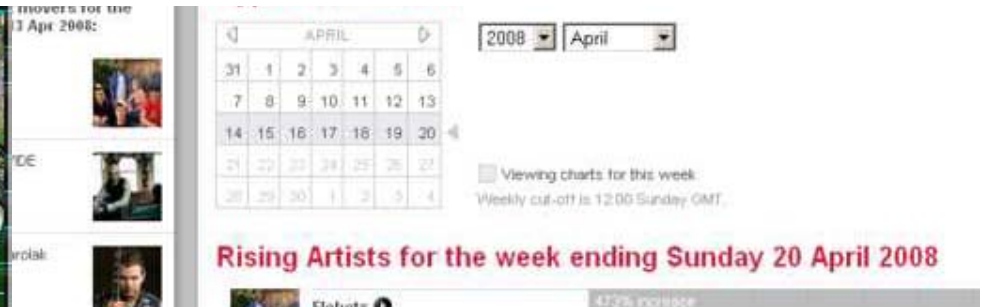 movers for the
13 Apr 2008:
APRIL
2008 April
31 1 2 3 4 5 6
7 8 9 10 11 12 13
14 15 16 17 18 19 20
21 22 23 24 25 26 27
28 29 30 1 2 3 4
Viewing charts for this week
Weekly cut-off is 12:00 Sunday GMT.
Rising Artists for the week ending Sunday 20 April 2008
473% increase